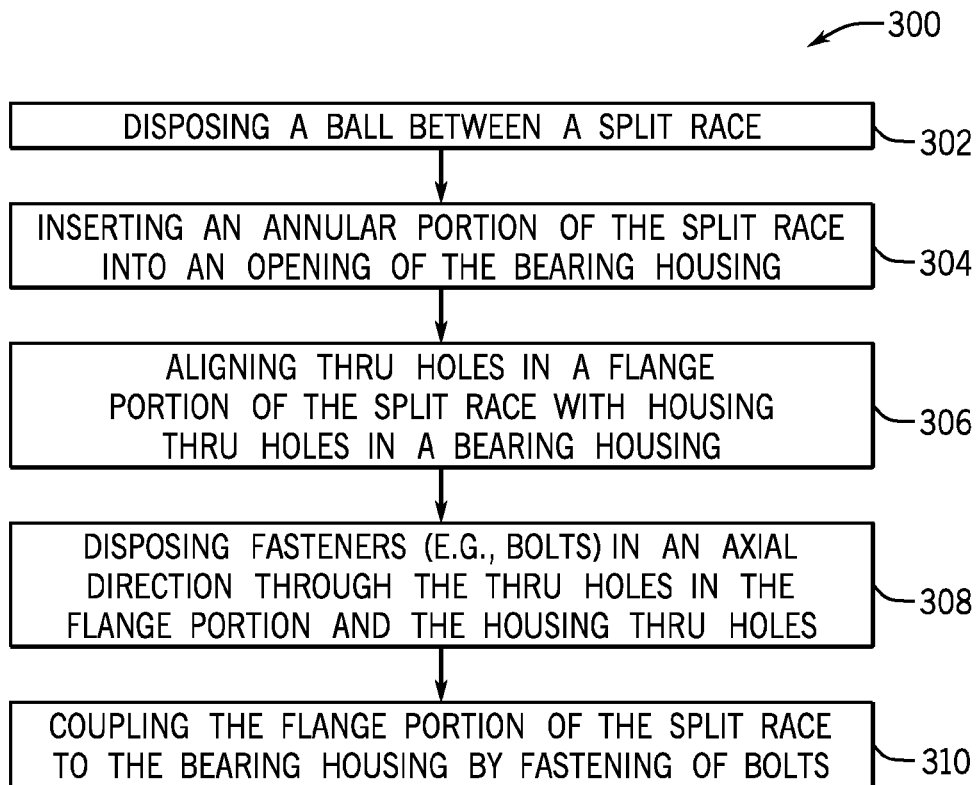 300
DISPOSING A BALL BETWEEN A SPLIT RACE
302
INSERTING AN ANNULAR PORTION OF THE SPLIT RACE
INTO AN OPENING OF THE BEARING HOUSING
304
ALIGNING THRU HOLES IN A FLANGE
PORTION OF THE SPLIT RACE WITH HOUSING
THRU HOLES IN A BEARING HOUSING
306
DISPOSING FASTENERS (E.G., BOLTS) IN AN AXIAL
DIRECTION THROUGH THE THRU HOLES IN THE
FLANGE PORTION AND THE HOUSING THRU HOLES
308
COUPLING THE FLANGE PORTION OF THE SPLIT RACE
TO THE BEARING HOUSING BY FASTENING OF BOLTS
310